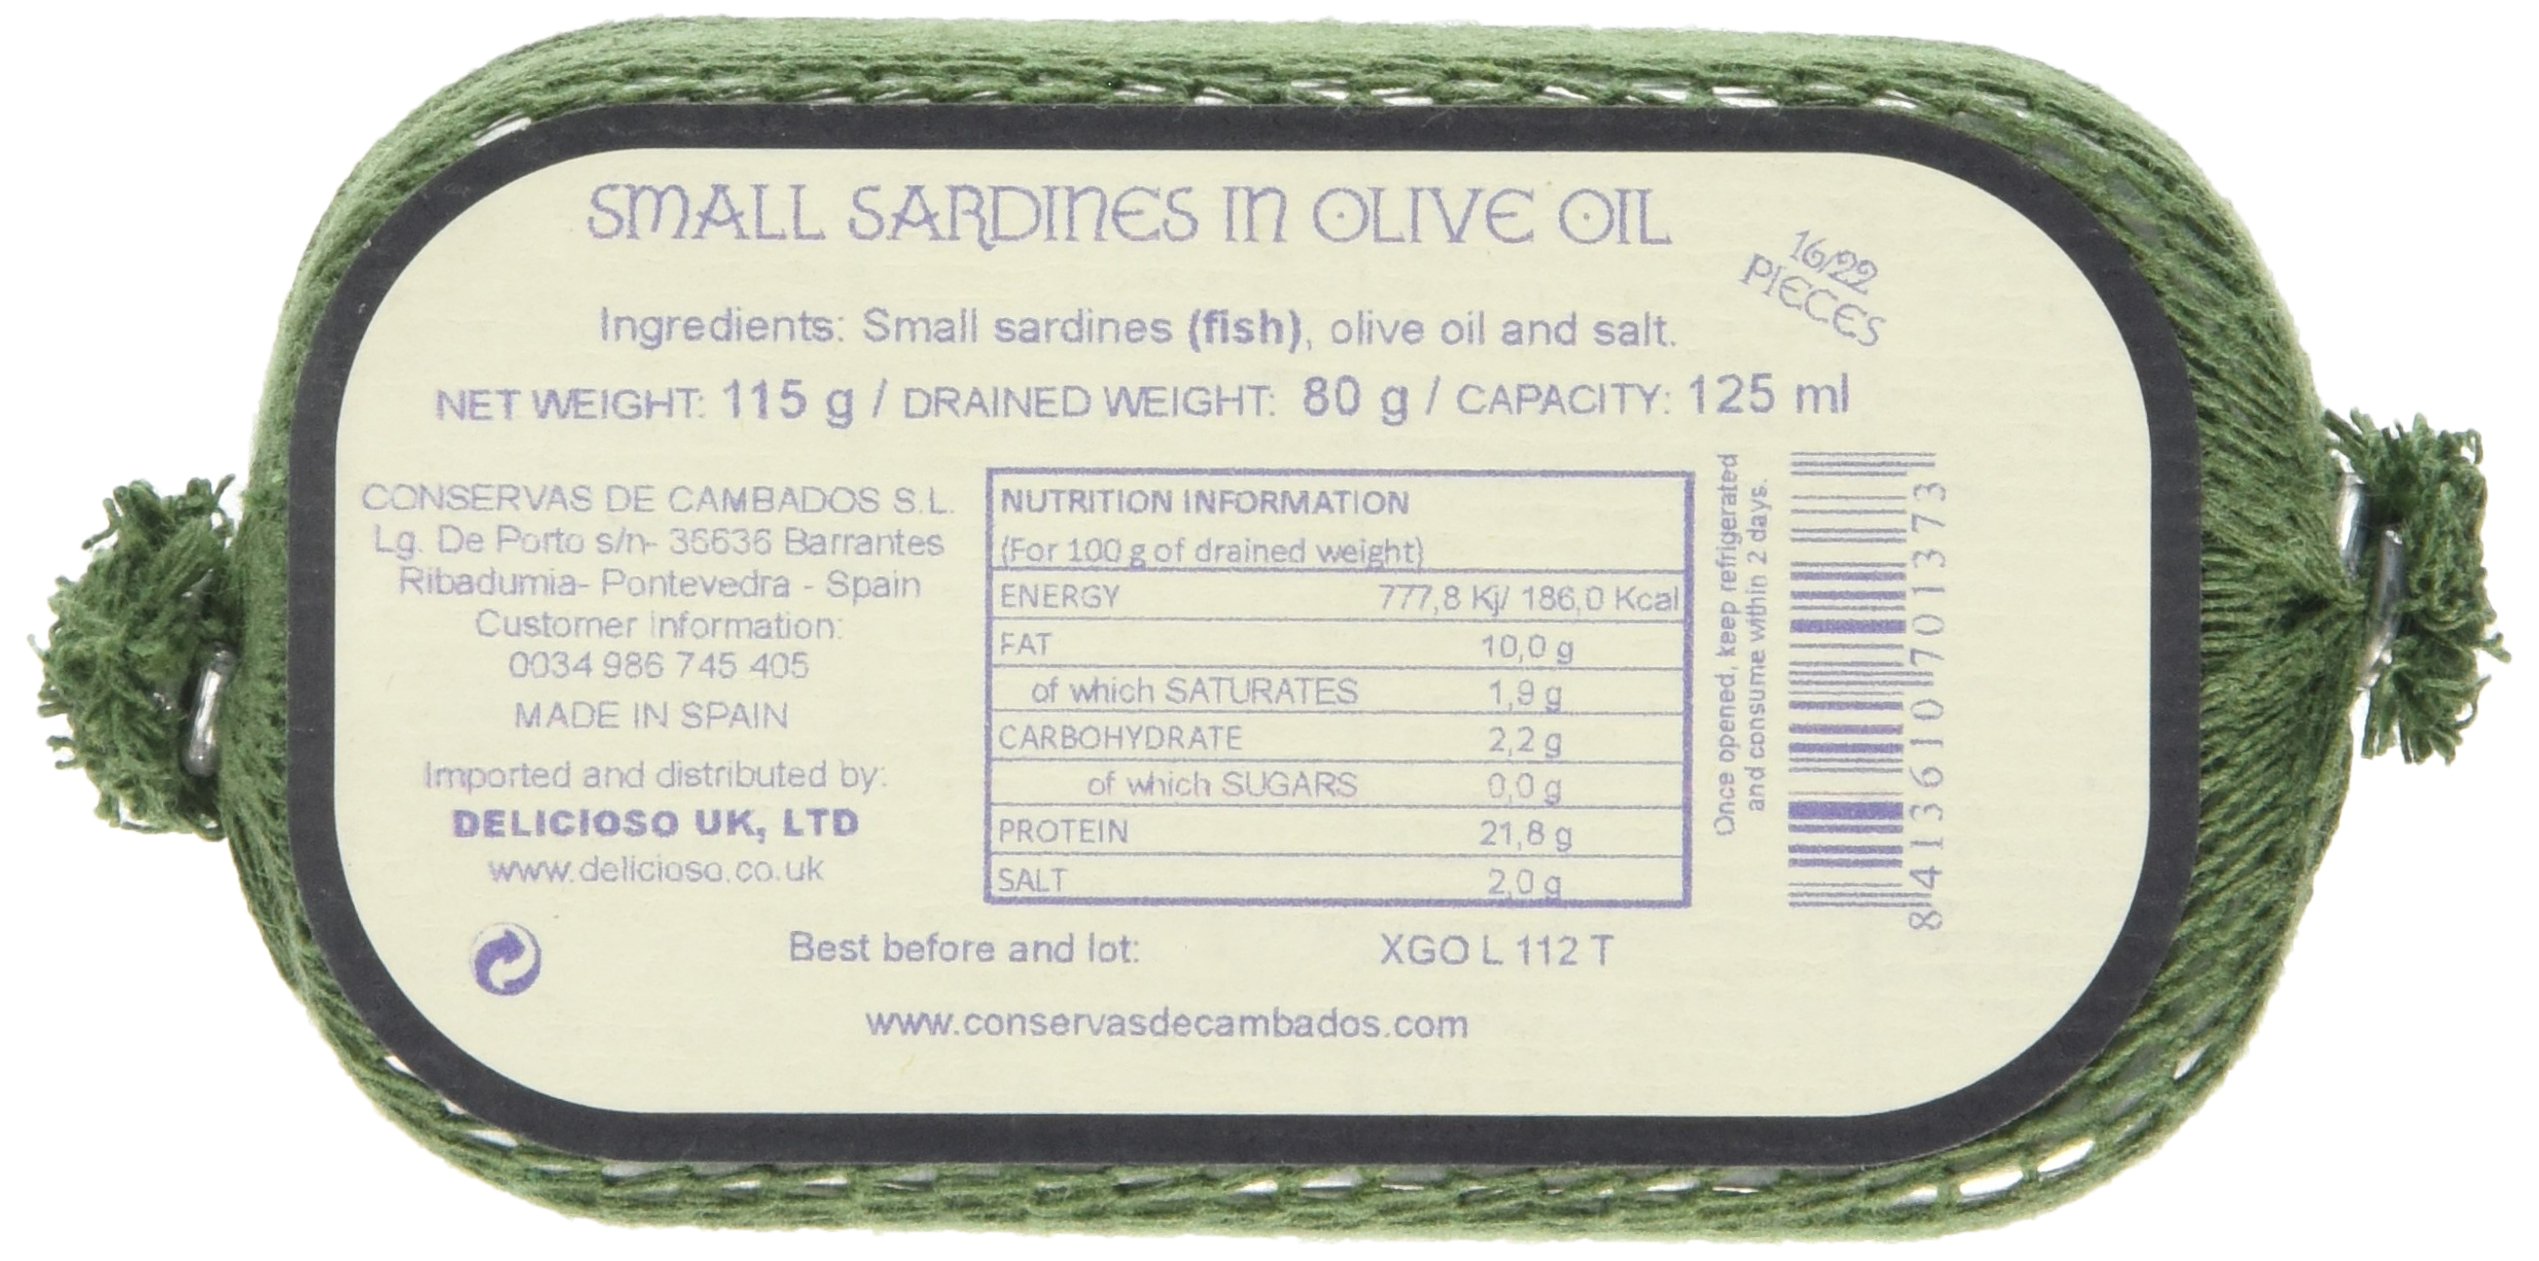 SMALL SARDINES IN OLIVE OIL
16/22
PIECES
Ingredients: Small sardines (fish), olive oil and salt.
NET WEIGHT: 115 g / DRAINED WEIGHT: 80 g / CAPACITY: 125 ml
CONSERVAS DE CAMBADOS S.L.
Lg. De Porto s/n- 36636 Barrantes
Ribadumia- Pontevedra - Spain
Customer information:
0034 986 745 405
MADE IN SPAIN
Imported and distributed by:
DELICIOSO UK, LTD
www.delicioso.co.uk
NUTRITION INFORMATION
(For 100 g of drained weight)
ENERGY 777,8 Kj/ 186,0 Kcal
FAT 10,0 g
of which SATURATES 1,9 g
CARBOHYDRATE 2,2 g
of which SUGARS 0,0 g
PROTEIN 21,8 g
SALT 2,0 g
Once opened, keep refrigerated
and consume within 2 days.
8 413610 701373
Best before and lot: XGO L 112 T
www.conservasdecambados.com